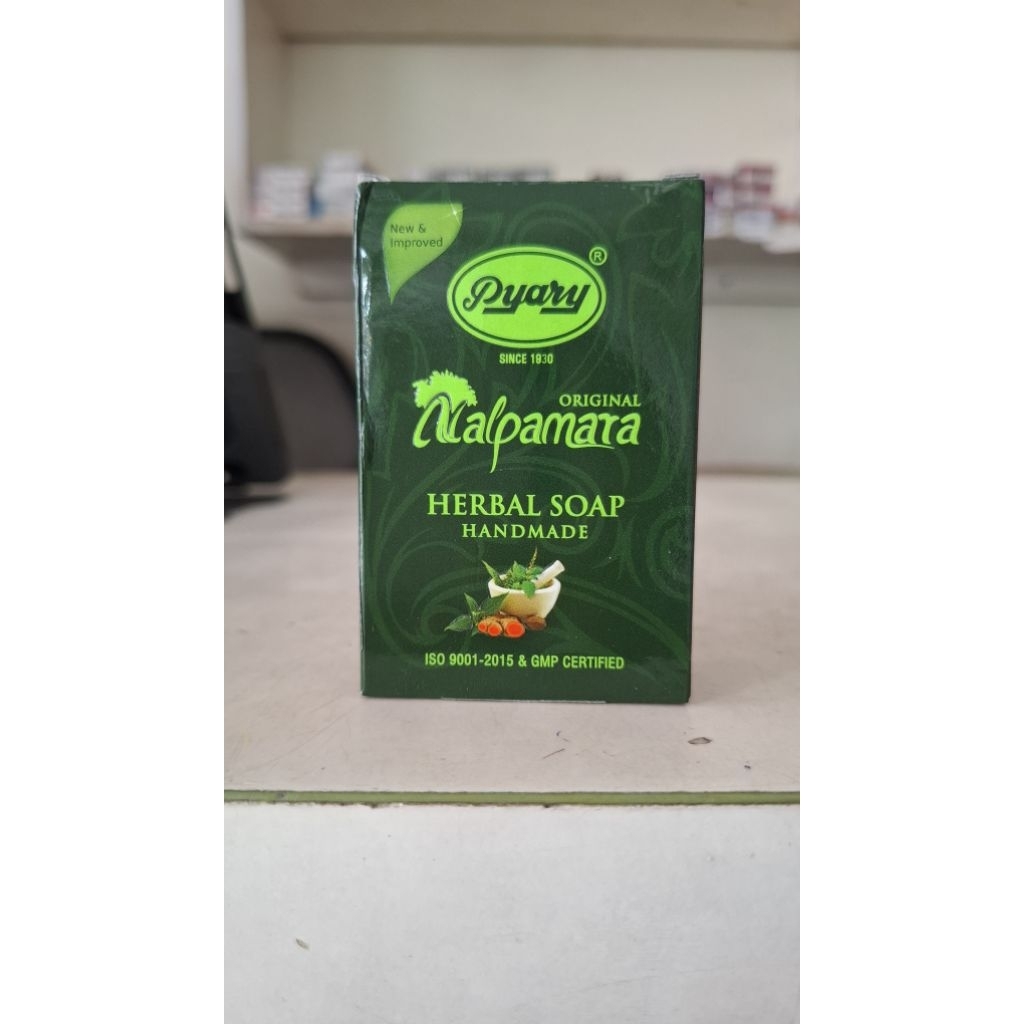 New &
Improved
Pyary ®
SINCE 1930
ORIGINAL
Nalpamara
HERBAL SOAP
HANDMADE
ISO 9001-2015 & GMP CERTIFIED